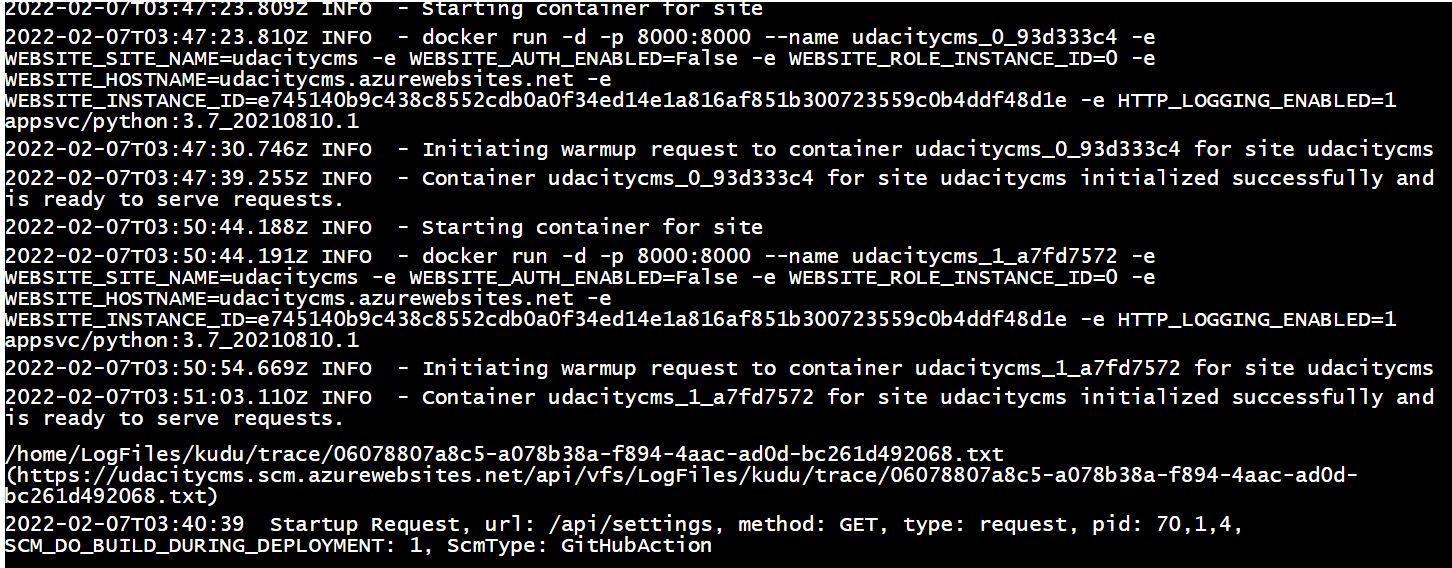 2022-02-07T03:47:23.809Z INFO  - Starting container for site
2022-02-07T03:47:23.810Z INFO  - docker run -d -p 8000:8000 --name udacitycms_0_93d333c4 -e
WEBSITE_SITE_NAME=udacitycms -e WEBSITE_AUTH_ENABLED=False -e WEBSITE_ROLE_INSTANCE_ID=0 -e
WEBSITE_HOSTNAME=udacitycms.azurewebsites.net -e
WEBSITE_INSTANCE_ID=e745140b9c438c8552cdb0a0f34ed14e1a816af851b300723559c0b4ddf48d1e -e HTTP_LOGGING_ENABLED=1
appsvc/python:3.7_20210810.1
2022-02-07T03:47:30.746Z INFO  - Initiating warmup request to container udacitycms_0_93d333c4 for site udacitycms
2022-02-07T03:47:39.255Z INFO  - Container udacitycms_0_93d333c4 for site udacitycms initialized successfully and
is ready to serve requests.
2022-02-07T03:50:44.188Z INFO  - Starting container for site
2022-02-07T03:50:44.191Z INFO  - docker run -d -p 8000:8000 --name udacitycms_1_a7fd7572 -e
WEBSITE_SITE_NAME=udacitycms -e WEBSITE_AUTH_ENABLED=False -e WEBSITE_ROLE_INSTANCE_ID=0 -e
WEBSITE_HOSTNAME=udacitycms.azurewebsites.net -e
WEBSITE_INSTANCE_ID=e745140b9c438c8552cdb0a0f34ed14e1a816af851b300723559c0b4ddf48d1e -e HTTP_LOGGING_ENABLED=1
appsvc/python:3.7_20210810.1
2022-02-07T03:50:54.669Z INFO  - Initiating warmup request to container udacitycms_1_a7fd7572 for site udacitycms
2022-02-07T03:51:03.110Z INFO  - Container udacitycms_1_a7fd7572 for site udacitycms initialized successfully and
is ready to serve requests.
/home/LogFiles/kudu/trace/06078807a8c5-a078b38a-f894-4aac-ad0d-bc261d492068.txt
(https://udacitycms.scm.azurewebsites.net/api/vfs/LogFiles/kudu/trace/06078807a8c5-a078b38a-f894-4aac-ad0d-
bc261d492068.txt)
2022-02-07T03:40:39  Startup Request, url: /api/settings, method: GET, type: request, pid: 70,1,4,
SCM_DO_BUILD_DURING_DEPLOYMENT: 1, ScmType: GitHubAction